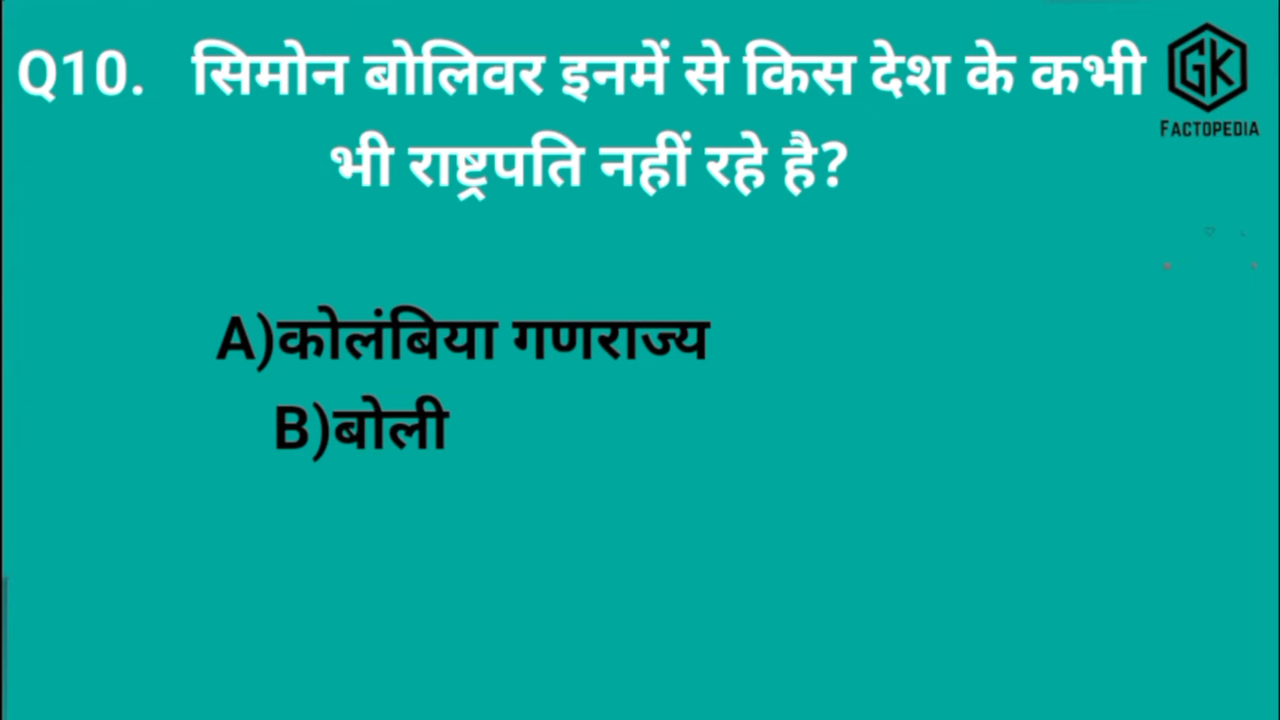 Q10. सिमोन बोलिवर इनमें से किस देश के कभी
भी राष्ट्रपति नहीं रहे है?
GK
FACTOPEDIA
A)कोलंबिया गणराज्य
B)बोली